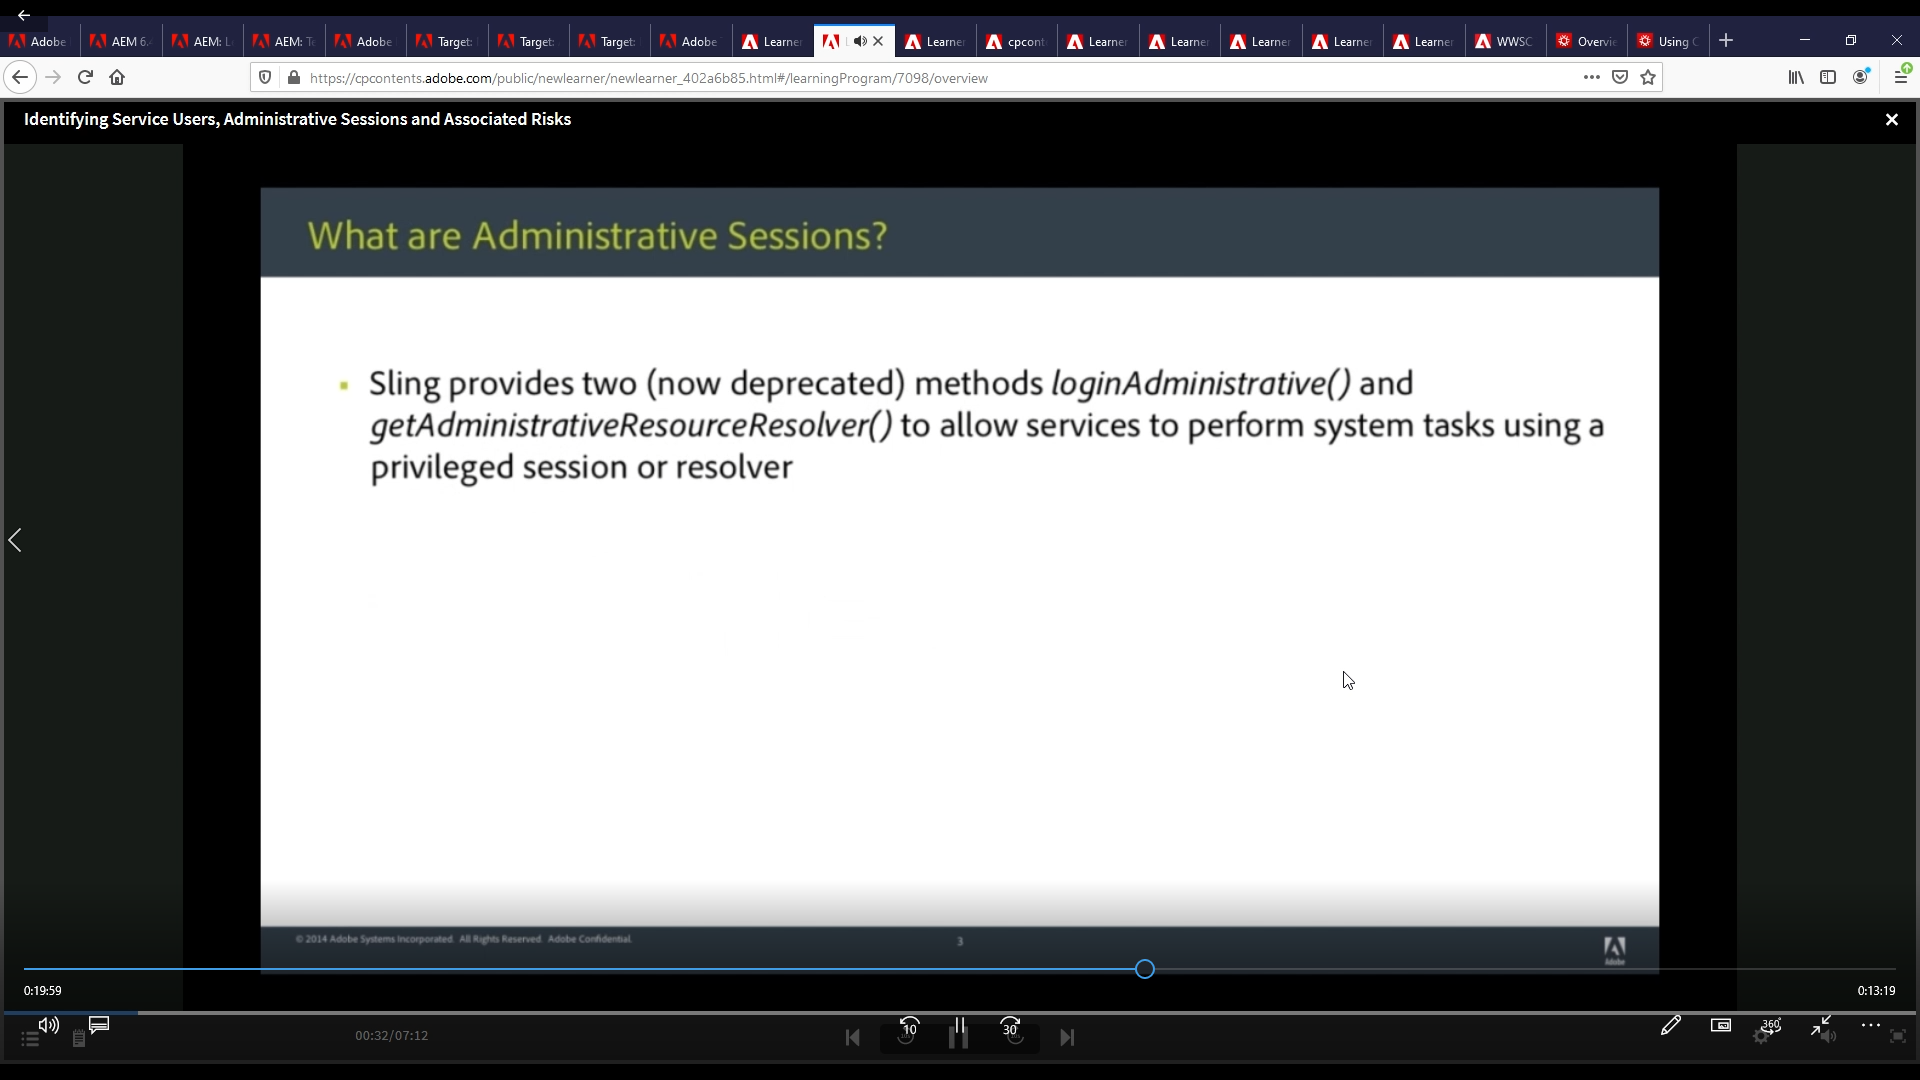 Adobe
AEM 6.
AEM: L
AEM: T
Adobe
Target:
Target:
Target:
Adobe
Learner
L
Learner
cpcont
Learner
Learner
Learner
Learner
Learner
WWSC
Overvie
Using C
https://cpcontents.adobe.com/public/newlearner/newlearner_402a6b85.html#/learningProgram/7098/overview
Identifying Service Users, Administrative Sessions and Associated Risks
What are Administrative Sessions?
Sling provides two (now deprecated) methods loginAdministrative() and
getAdministrativeResourceResolver() to allow services to perform system tasks using a
privileged session or resolver
© 2014 Adobe Systems Incorporated. All Rights Reserved. Adobe Confidential.
3
Adobe
0:19:59
0:13:19
00:32/07:12
10
30
360°